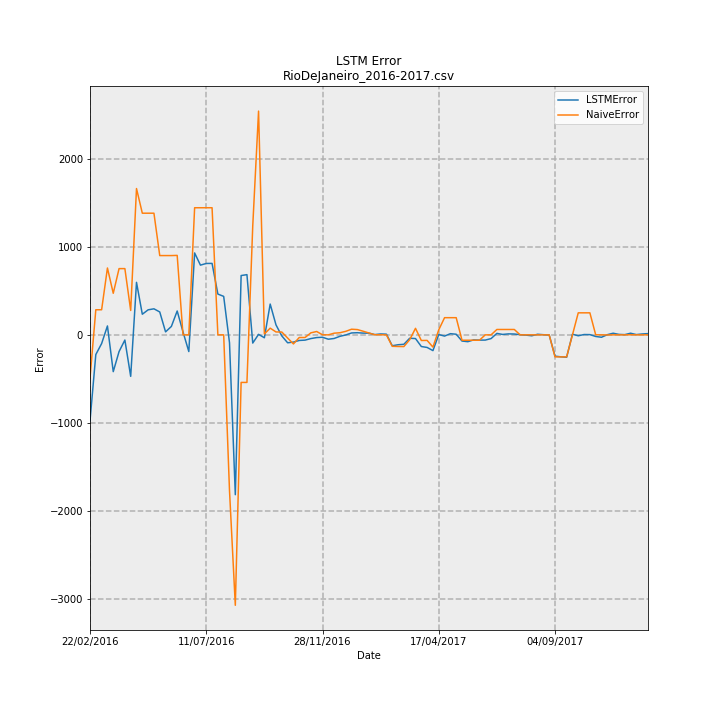 LSTM Error
RioDeJaneiro_2016-2017.csv
LSTMError
NaiveError
2000
1000
0
−1000
−2000
−3000
Error
22/02/2016 11/07/2016 28/11/2016 17/04/2017 04/09/2017
Date